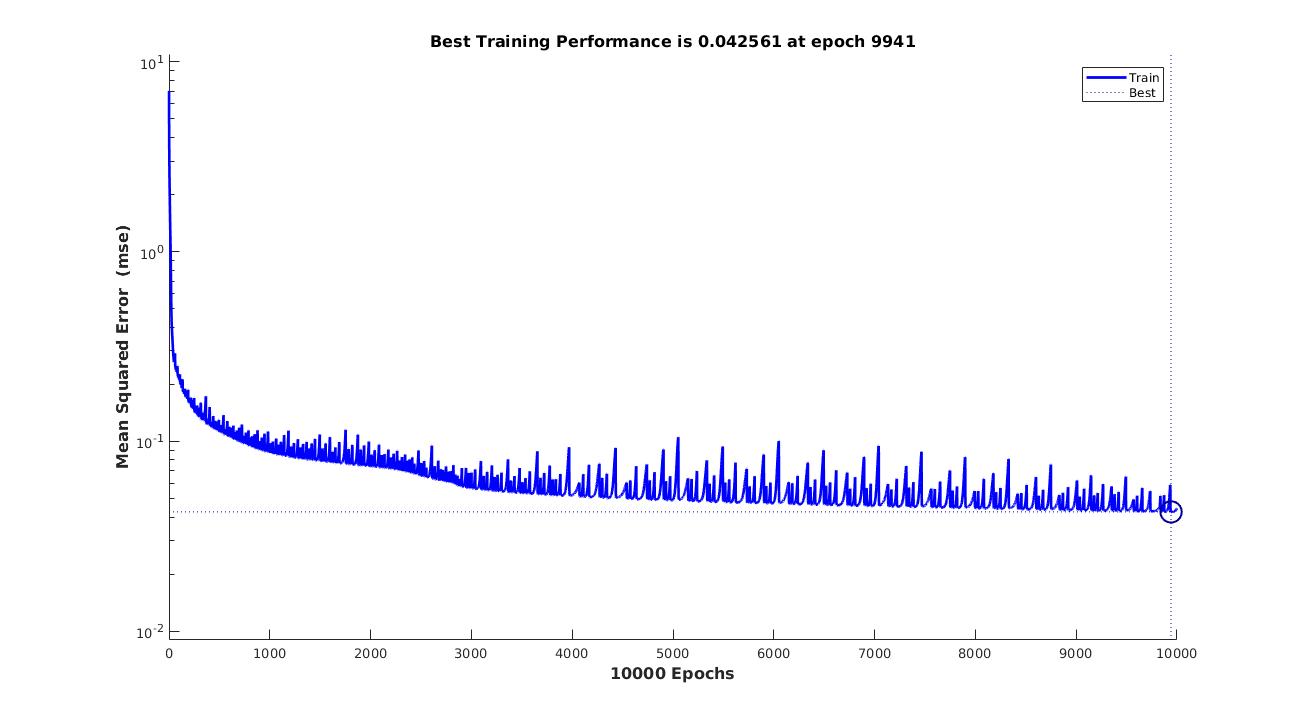 Best Training Performance is 0.042561 at epoch 9941
Train
Best
Mean Squared Error (mse)
10^1
10^0
10^-1
10^-2
0 1000 2000 3000 4000 5000 6000 7000 8000 9000 10000
10000 Epochs